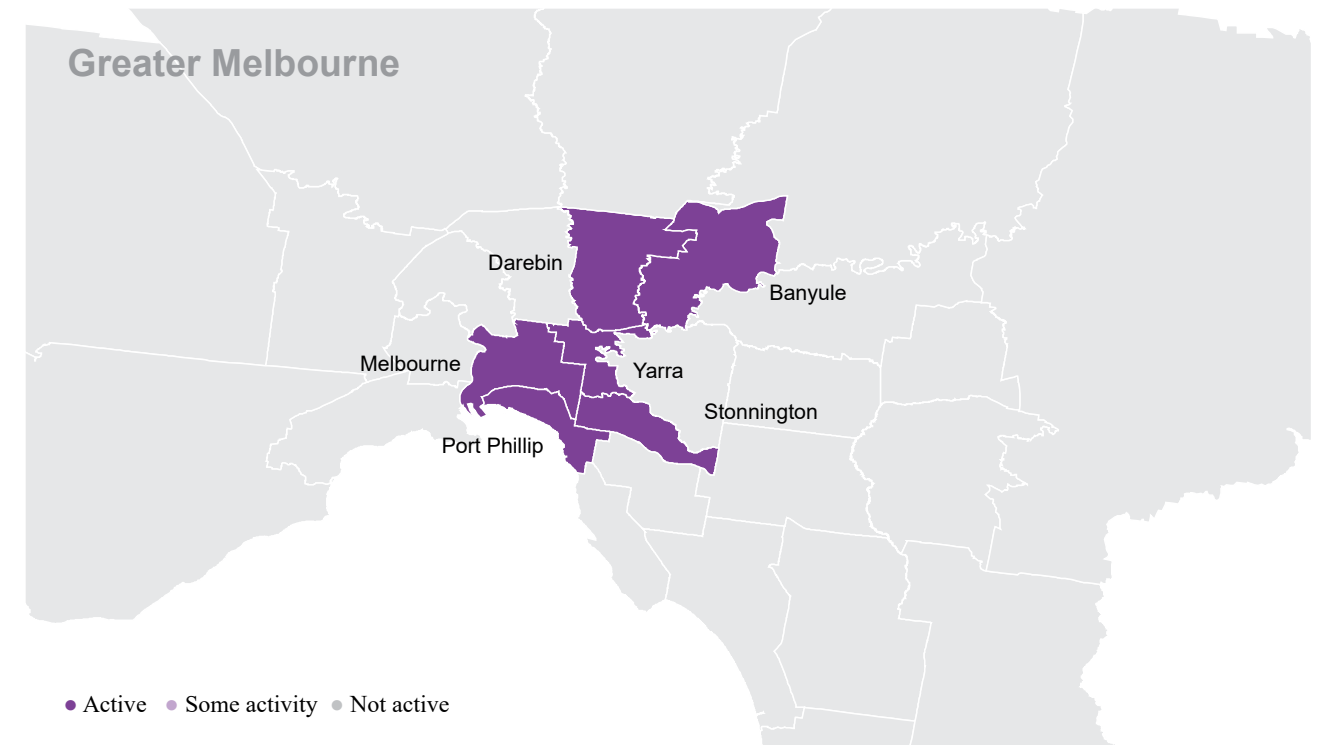 Greater Melbourne
Darebin
Banyule
Melbourne
Yarra
Stonnington
Port Phillip
Active
Some activity
Not active